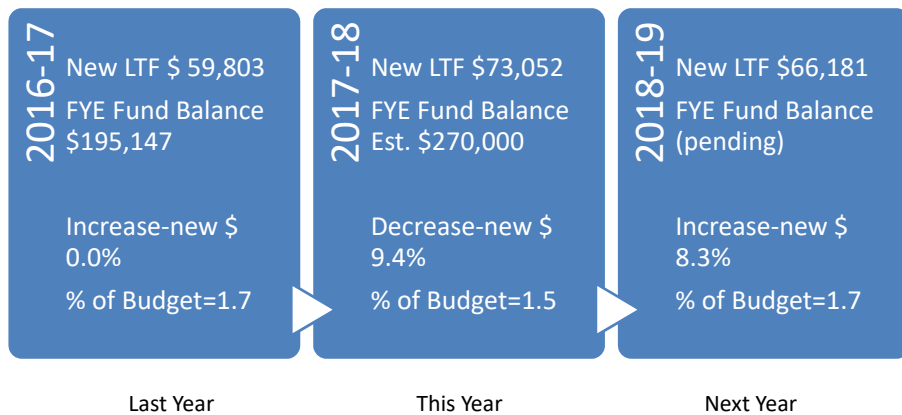 2016-17
New LTF $ 59,803
FYE Fund Balance
$195,147
Increase-new $
0.0%
% of Budget=1.7
2017-18
New LTF $73,052
FYE Fund Balance
Est. $270,000
Decrease-new $
9.4%
% of Budget=1.5
2018-19
New LTF $66,181
FYE Fund Balance
(pending)
Increase-new $
8.3%
% of Budget=1.7
Last Year
This Year
Next Year